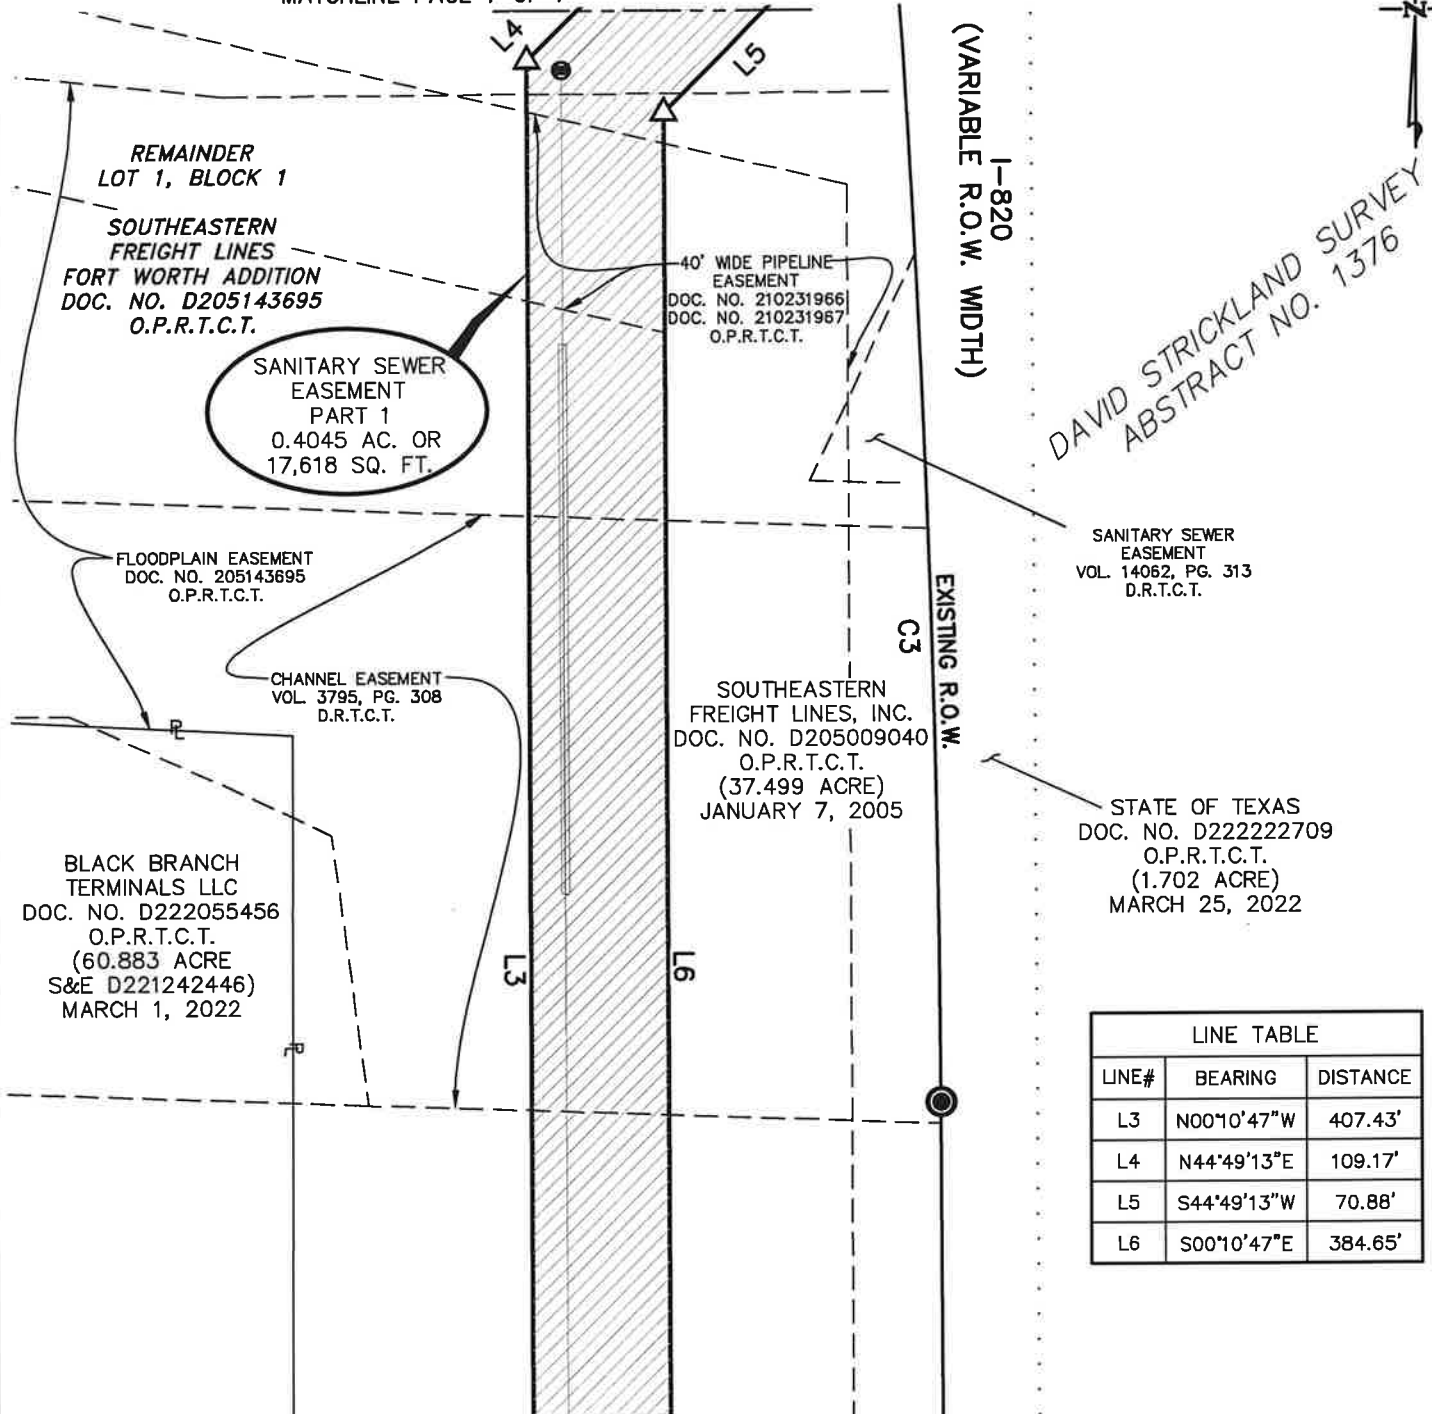 L4
L5
N
I-820
(VARIABLE R.O.W. WIDTH)
REMAINDER
LOT 1, BLOCK 1
SOUTHEASTERN
FREIGHT LINES
FORT WORTH ADDITION
DOC. NO. D205143695
O.P.R.T.C.T.
40' WIDE PIPELINE
EASEMENT
DOC. NO. 210231966
DOC. NO. 210231967
O.P.R.T.C.T.
DAVID STRICKLAND SURVEY
ABSTRACT NO. 1376
SANITARY SEWER
EASEMENT
PART 1
0.4045 AC. OR
17,618 SQ. FT.
SANITARY SEWER
EASEMENT
VOL. 14062, PG. 313
D.R.T.C.T.
FLOODPLAIN EASEMENT
DOC. NO. 205143695
O.P.R.T.C.T.
EXISTING R.O.W.
C3
CHANNEL EASEMENT
VOL. 3795, PG. 308
D.R.T.C.T.
SOUTHEASTERN
FREIGHT LINES, INC.
DOC. NO. D205009040
O.P.R.T.C.T.
(37.499 ACRE)
JANUARY 7, 2005
PL
STATE OF TEXAS
DOC. NO. D222222709
O.P.R.T.C.T.
(1.702 ACRE)
MARCH 25, 2022
BLACK BRANCH
TERMINALS LLC
DOC. NO. D222055456
O.P.R.T.C.T.
(60.883 ACRE
S&E D221242446)
MARCH 1, 2022
L3
L6
PL
LINE TABLE
LINE# BEARING DISTANCE
L3 N00°10'47"W 407.43'
L4 N44°49'13"E 109.17'
L5 S44°49'13"W 70.88'
L6 S00°10'47"E 384.65'